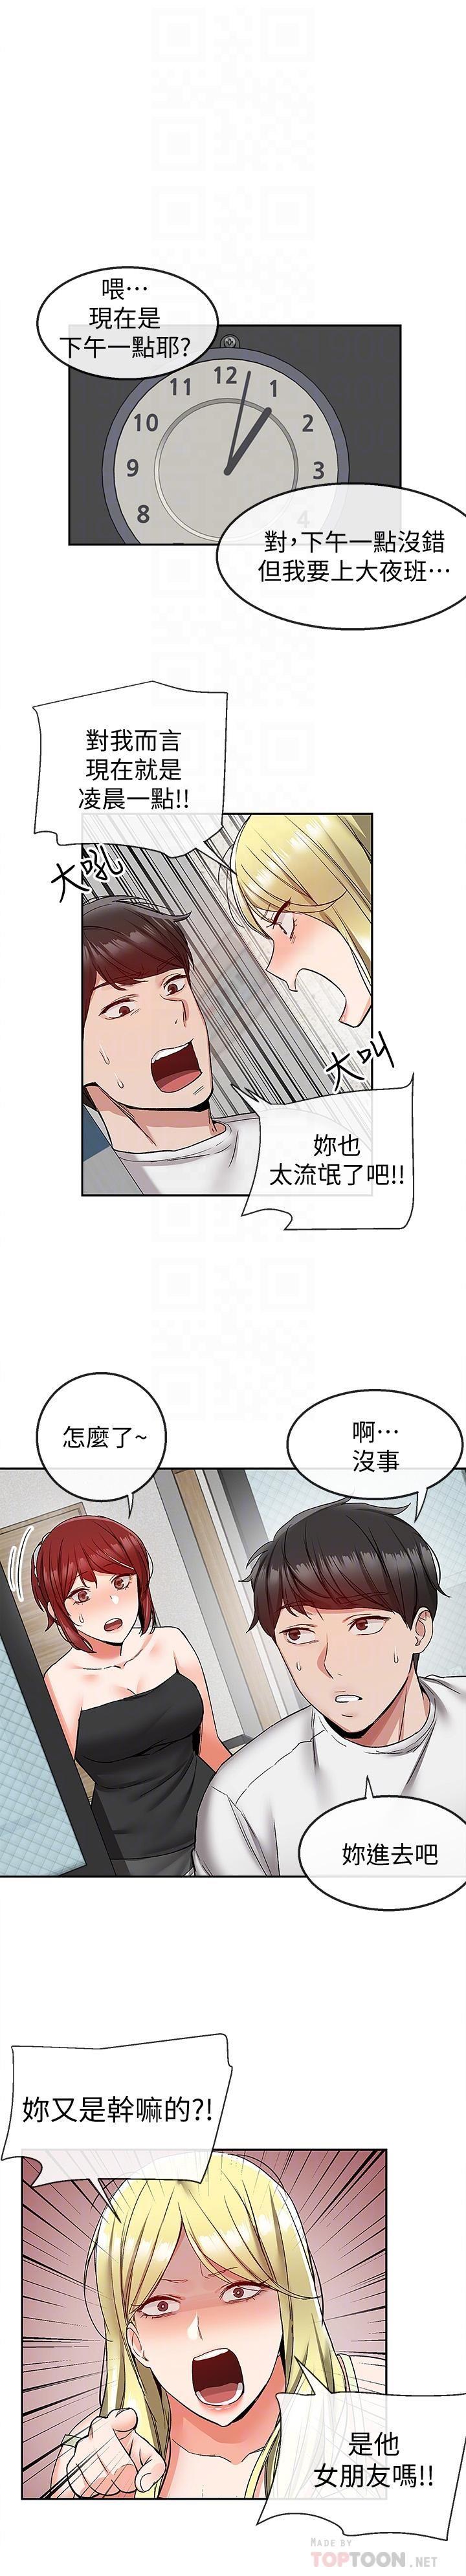 喂⋯
現在是
下午一點耶?
11 12 1
10 2
9 3
8 4
對,下午一點沒錯
但我要上大夜班⋯
對我而言
現在就是
凌晨一點!!
大吼
大叫
妳也
太流氓了吧!!
怎麼了~
啊⋯
沒事
妳進去吧
妳又是幹嘛的?!
是他
女朋友嗎!!
MADE BY
TOPTOON.NET